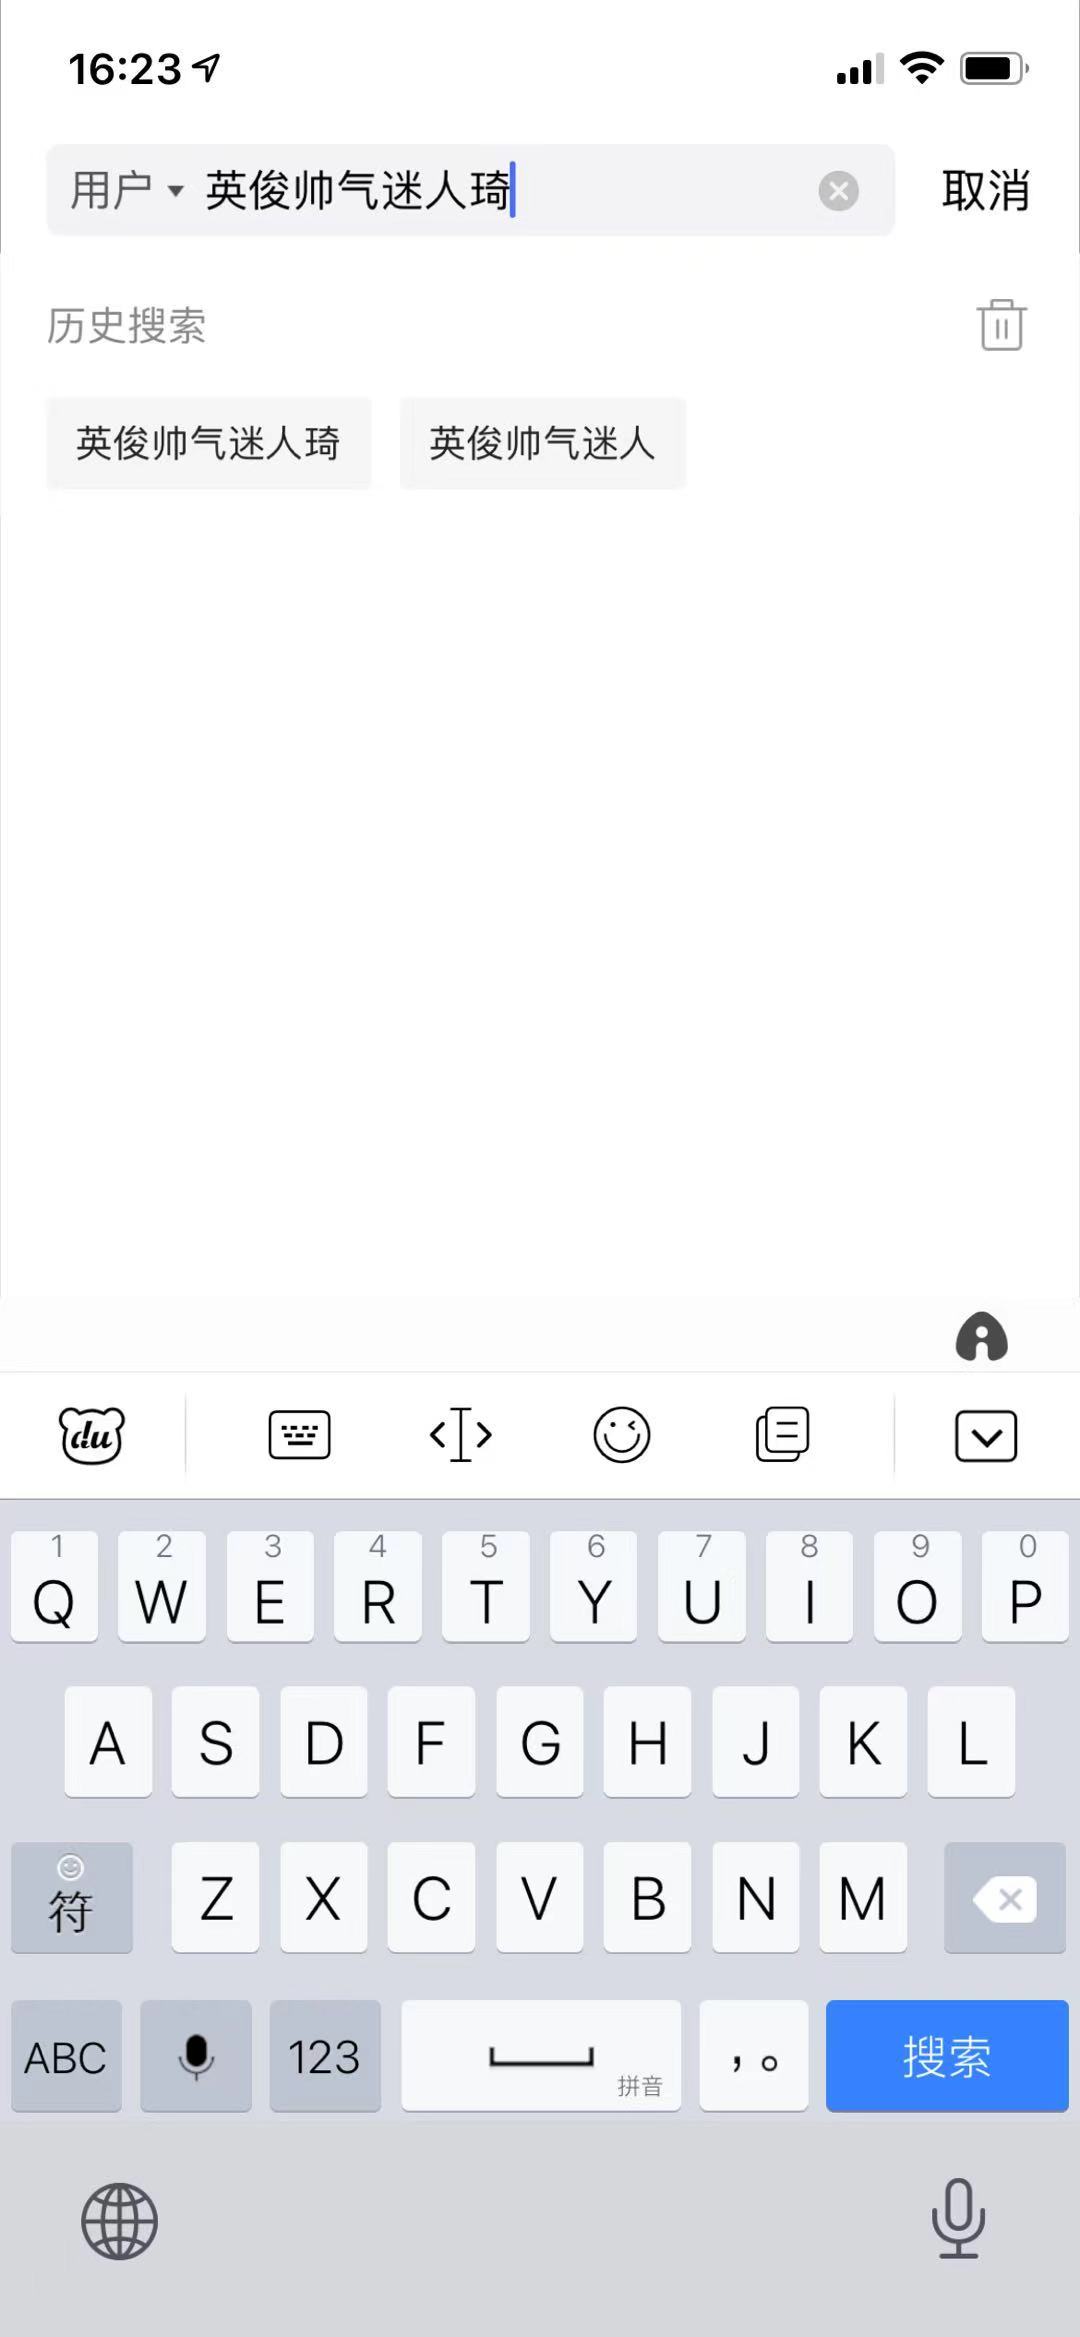 16:23
用户 英俊帅气迷人琦 取消
历史搜索
英俊帅气迷人琦 英俊帅气迷人
du
1 2 3 4 5 6 7 8 9 0
Q W E R T Y U I O P
A S D F G H J K L
符 Z X C V B N M
ABC 123 拼音 ，。 搜索